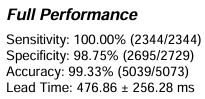 Full Performance
Sensitivity: 100.00% (2344/2344)
Specificity: 98.75% (2695/2729)
Accuracy: 99.33% (5039/5073)
Lead Time: 476.86 ± 256.28 ms